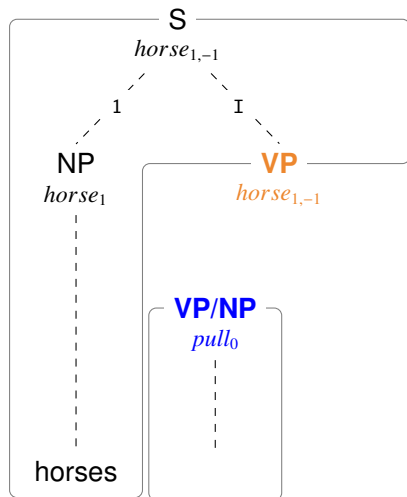 S
horse₁,₋₁
1 I
NP VP
horse₁ horse₁,₋₁
VP/NP
pull₀
horses